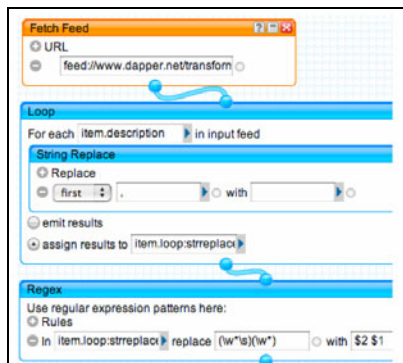 Fetch Feed
URL
feed://www.dapper.net/transforn
Loop
For each item.description in input feed
String Replace
Replace
first , with
emit results
assign results to item.loop:strreplace
Regex
Use regular expression patterns here:
Rules
In item.loop:strreplace replace (\w*\s)(\w*) with $2 $1